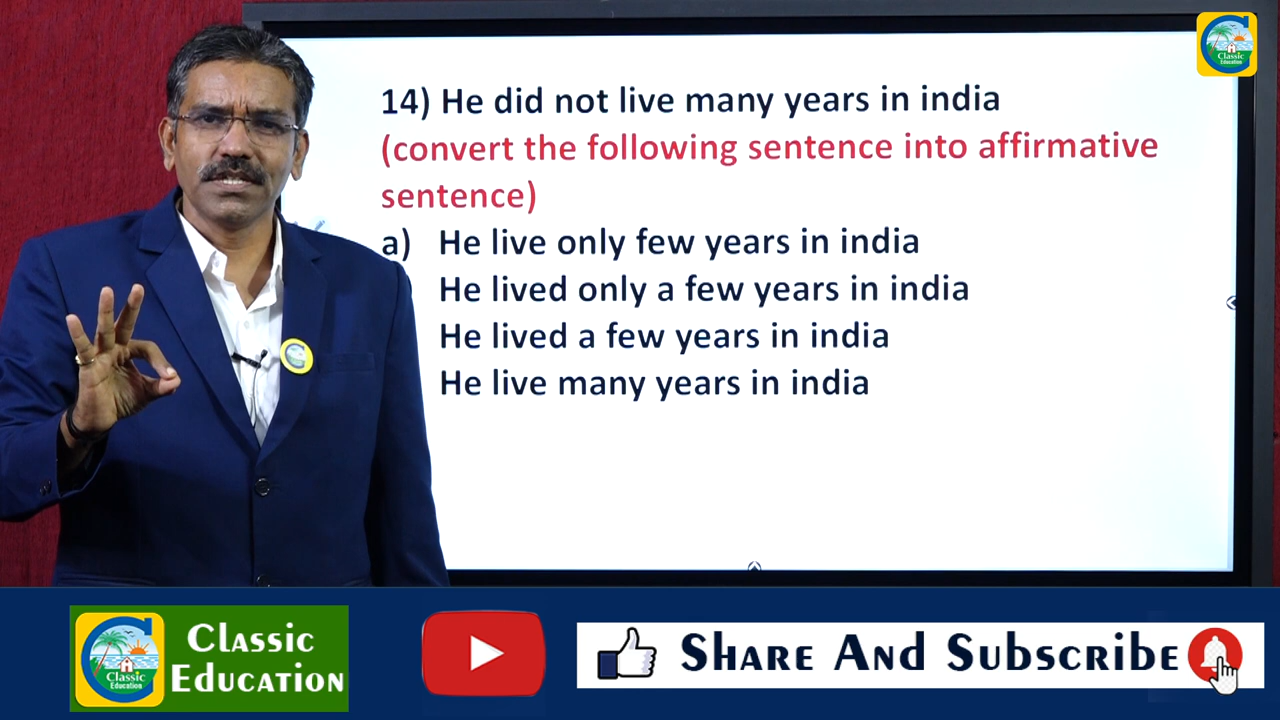 Classic
Education
14) He did not live many years in india
(convert the following sentence into affirmative
sentence)
a) He live only few years in india
He lived only a few years in india
He lived a few years in india
He live many years in india
Classic
Education
CLASSIC
EDUCATION
SHARE AND SUBSCRIBE